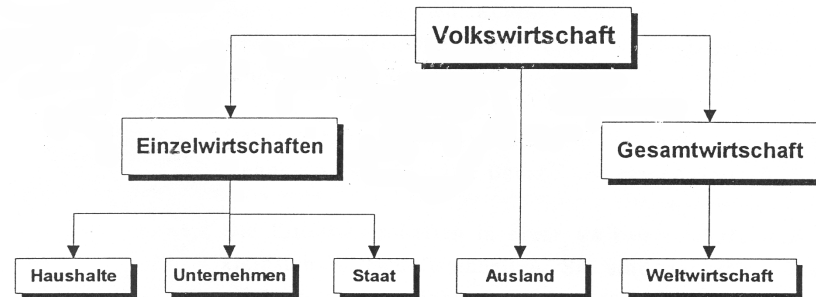 Volkswirtschaft
Einzelwirtschaften
Gesamtwirtschaft
Haushalte
Unternehmen
Staat
Ausland
Weltwirtschaft